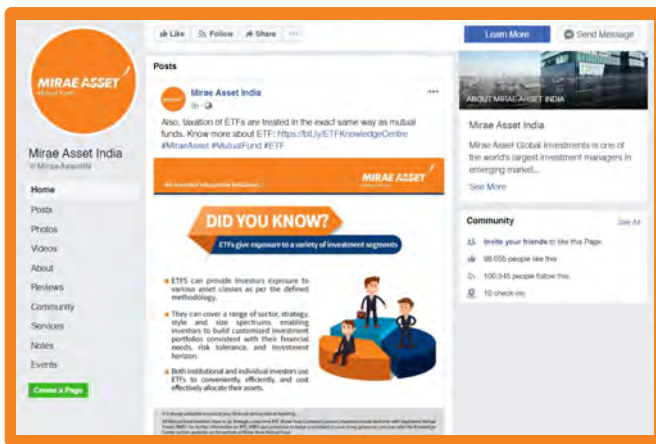 MIRAE ASSET
Mutual Fund
Mirae Asset India
@MiraeAssetIN
Home
Posts
Photos
Videos
About
Reviews
Community
Services
Notes
Events
Create a Page
Like
Follow
Share
Posts
Mirae Asset India
Also, taxation of ETFs are treated in the exact same way as mutual
funds. Know more about ETF: https://bit.ly/ETFKnowledgeCentre
#MiraeAsset #MutualFund #ETF
An investor education initiative
MIRAE ASSET
Mutual Fund
DID YOU KNOW?
ETFs give exposure to a variety of investment segments
ETFS can provide investors exposure to
various asset classes as per the defined
methodology.
They can cover a range of sector, strategy,
style and size spectrums, enabling
investors to build customized investment
portfolios consistent with their financial
needs, risk tolerance, and investment
horizon.
Both institutional and individual investors use
ETFs to conveniently, efficiently, and cost
effectively allocate their assets.
Learn More
Send Message
ABOUT MIRAE ASSET INDIA
Mirae Asset India
Mirae Asset Global Investments is one of
the world's largest investment managers in
emerging market...
See More
Community
See All
Invite your friends to like this Page
98,055 people like this
people follow this
10 check-ins